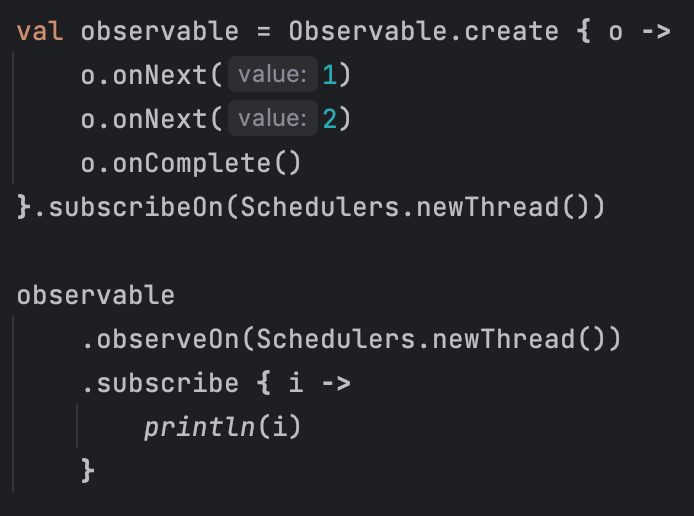 val observable = Observable.create { o ->
    o.onNext( value: 1)
    o.onNext( value: 2)
    o.onComplete()
}.subscribeOn(Schedulers.newThread())

observable
    .observeOn(Schedulers.newThread())
    .subscribe { i ->
        println(i)
    }